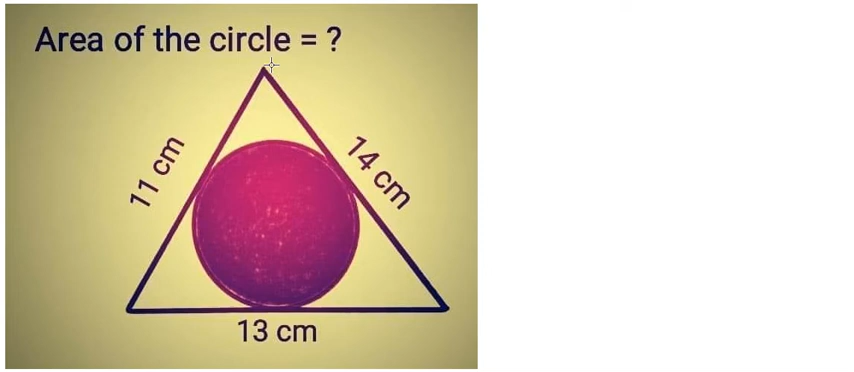 Area of the circle = ?
11 cm
14 cm
13 cm